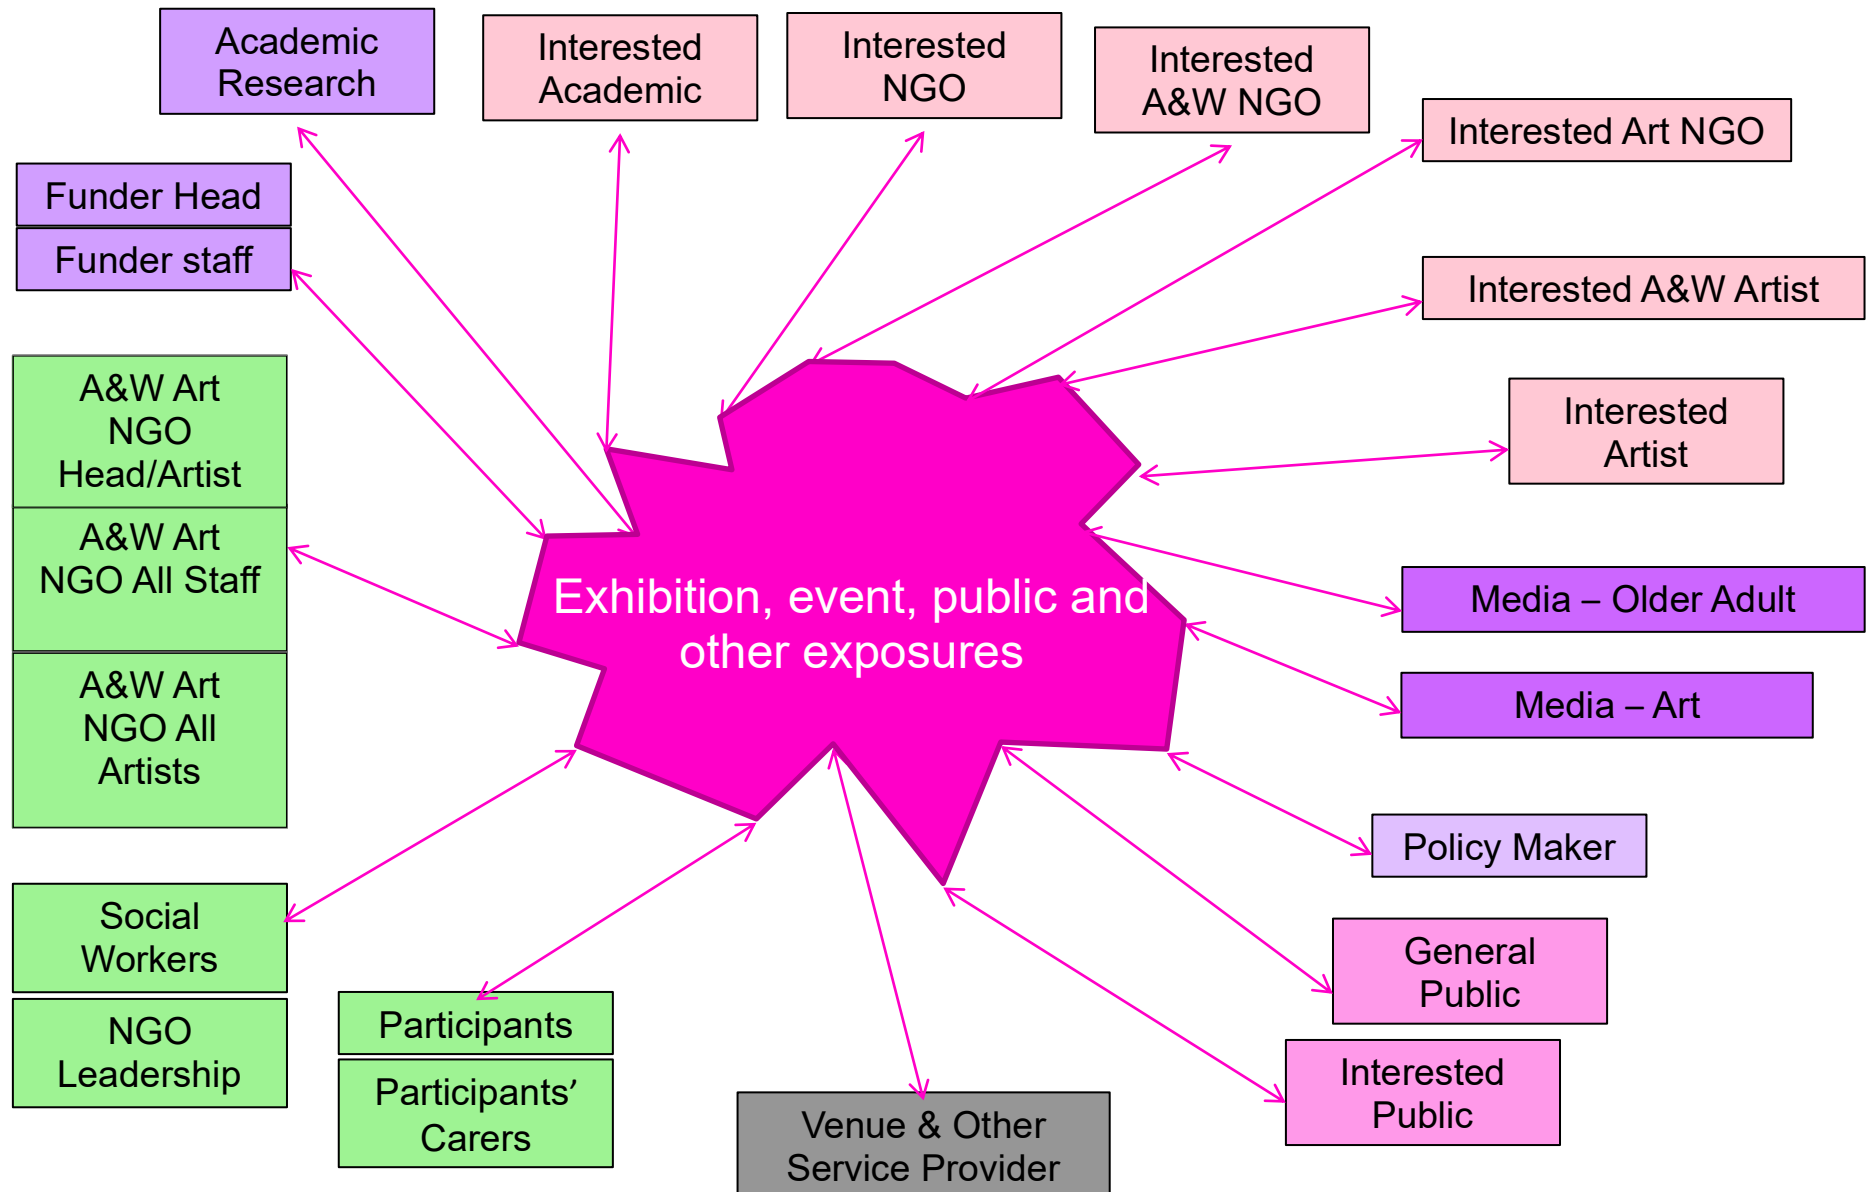 Academic
Research
Interested
Academic
Interested
NGO
Interested
A&W NGO
Interested Art NGO
Funder Head
Funder staff
Interested A&W Artist
A&W Art
NGO
Head/Artist
Interested
Artist
A&W Art
NGO All Staff
Exhibition, event, public and
other exposures
Media – Older Adult
A&W Art
NGO All
Artists
Media – Art
Policy Maker
Social
Workers
General
Public
NGO
Leadership
Participants
Participants’
Carers
Interested
Public
Venue & Other
Service Provider